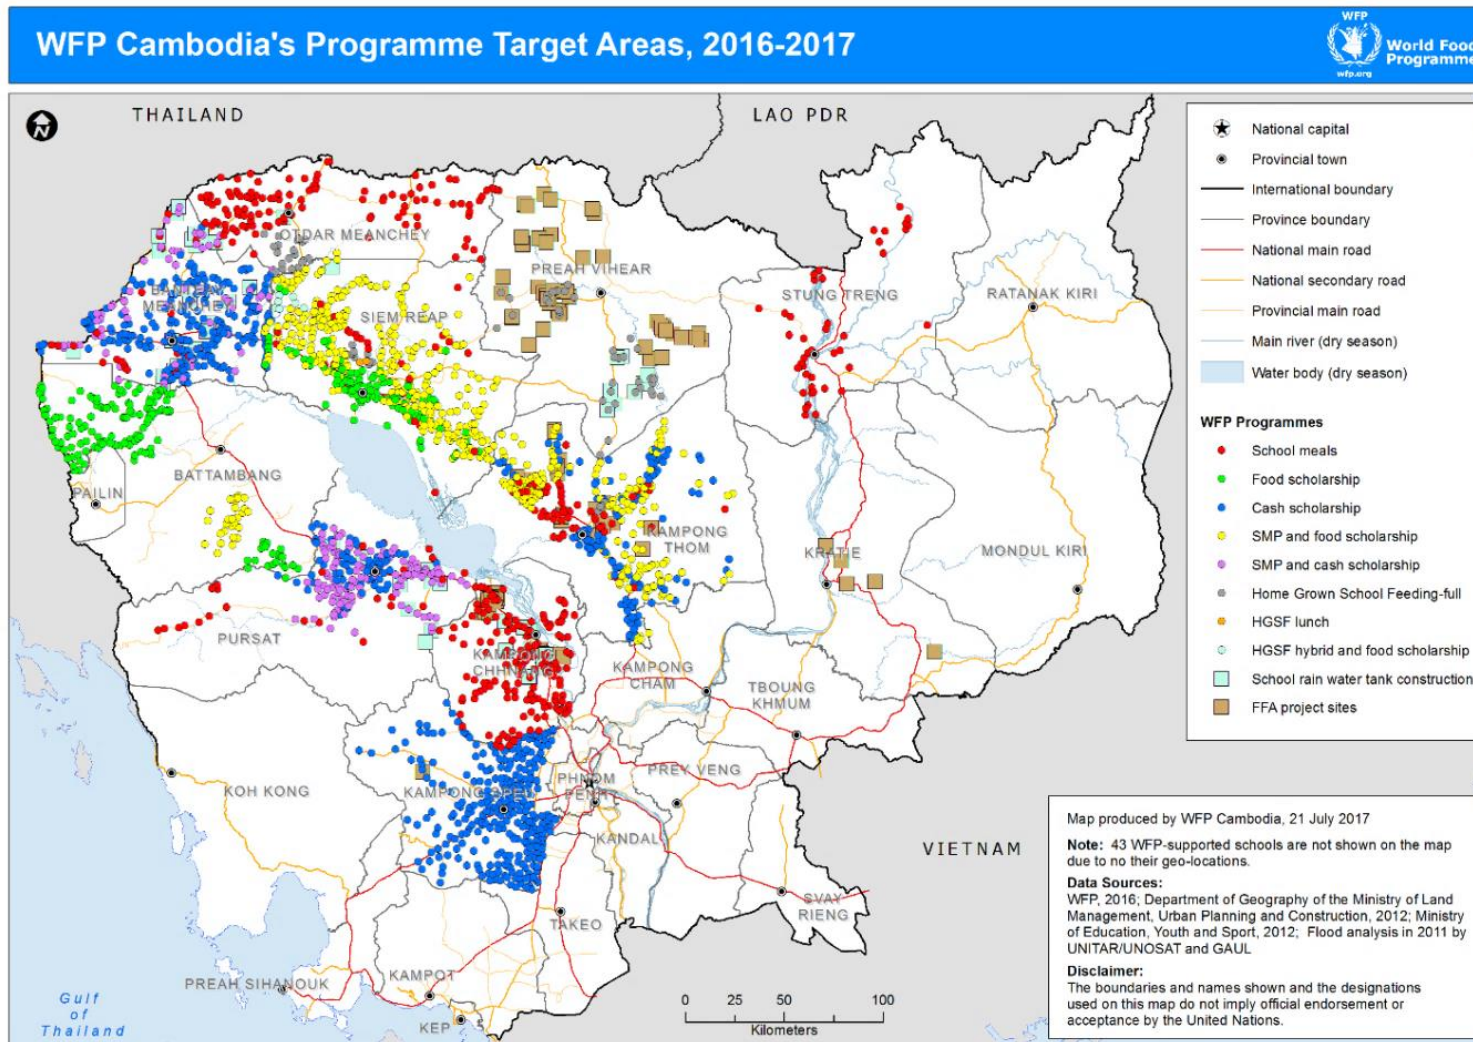 WFP Cambodia's Programme Target Areas, 2016-2017
WFP
wfp.org
World Food
Programme
THAILAND
LAO PDR
N
OTDAR MEANCHEY
PREAH VIHEAR
BANTEAY
MEANCHEY
SIEM REAP
STUNG TRENG
RATANAK KIRI
BATTAMBANG
PAILIN
KAMPONG
THOM
KRATIE
MONDUL KIRI
PURSAT
KAMPONG
CHHNANG
KAMPONG
CHAM
TBOUNG
KHMUM
KOH KONG
KAMPONG SPEU
PHNOM
PENH
PREY VENG
KANDAL
VIETNAM
SVAY
RIENG
TAKEO
PREAH SIHANOUK
KAMPOT
KEP
Gulf
of
Thailand
0 25 50 100
Kilometers
National capital
Provincial town
International boundary
Province boundary
National main road
National secondary road
Provincial main road
Main river (dry season)
Water body (dry season)
WFP Programmes
School meals
Food scholarship
Cash scholarship
SMP and food scholarship
SMP and cash scholarship
Home Grown School Feeding-full
HGSF lunch
HGSF hybrid and food scholarship
School rain water tank construction
FFA project sites
Map produced by WFP Cambodia, 21 July 2017
Note: 43 WFP-supported schools are not shown on the map
due to no their geo-locations.
Data Sources:
WFP, 2016; Department of Geography of the Ministry of Land
Management, Urban Planning and Construction, 2012; Ministry
of Education, Youth and Sport, 2012; Flood analysis in 2011 by
UNITAR/UNOSAT and GAUL
Disclaimer:
The boundaries and names shown and the designations
used on this map do not imply official endorsement or
acceptance by the United Nations.